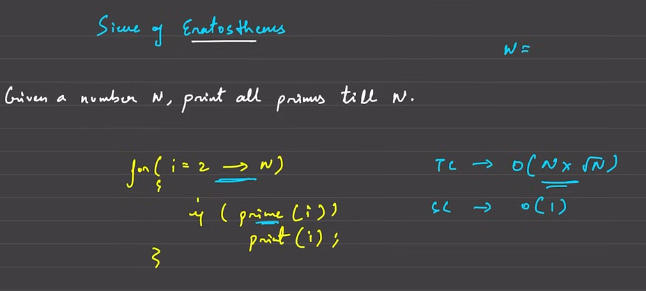 Sieve of Eratosthenes
N =
Given a number N, print all primes till N.
for( i = 2 → N)
{
if ( prime (i))
print (i) ;
}
TC → O( N x √N )
SC → O( 1 )